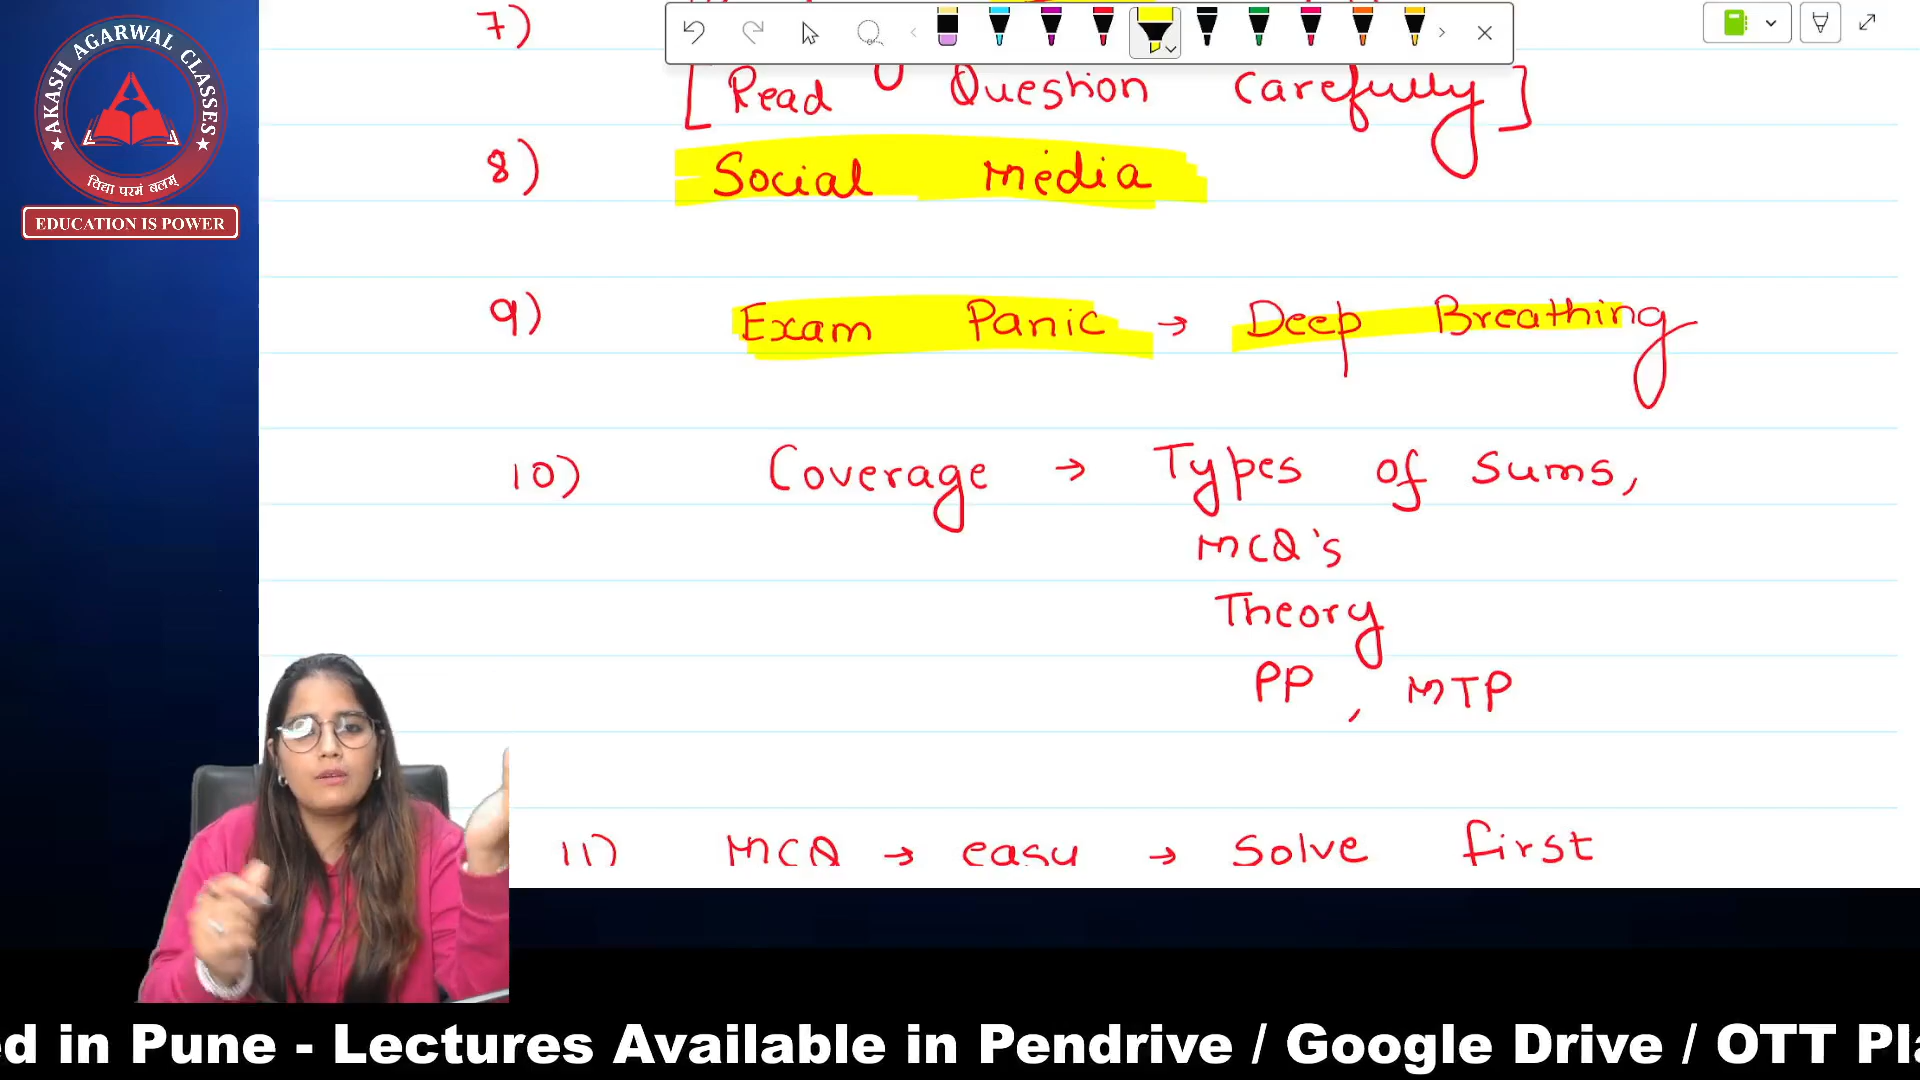 AKASH AGARWAL CLASSES
विद्या परमं बलम्
EDUCATION IS POWER
7)
[Read Question Carefully]
8) Social Media
9) Exam Panic → Deep Breathing
10) Coverage → Types of Sums,
MCQ's
Theory
PP, MTP
11) MCQ → easy → Solve first
ed in Pune - Lectures Available in Pendrive / Google Drive / OTT Pla